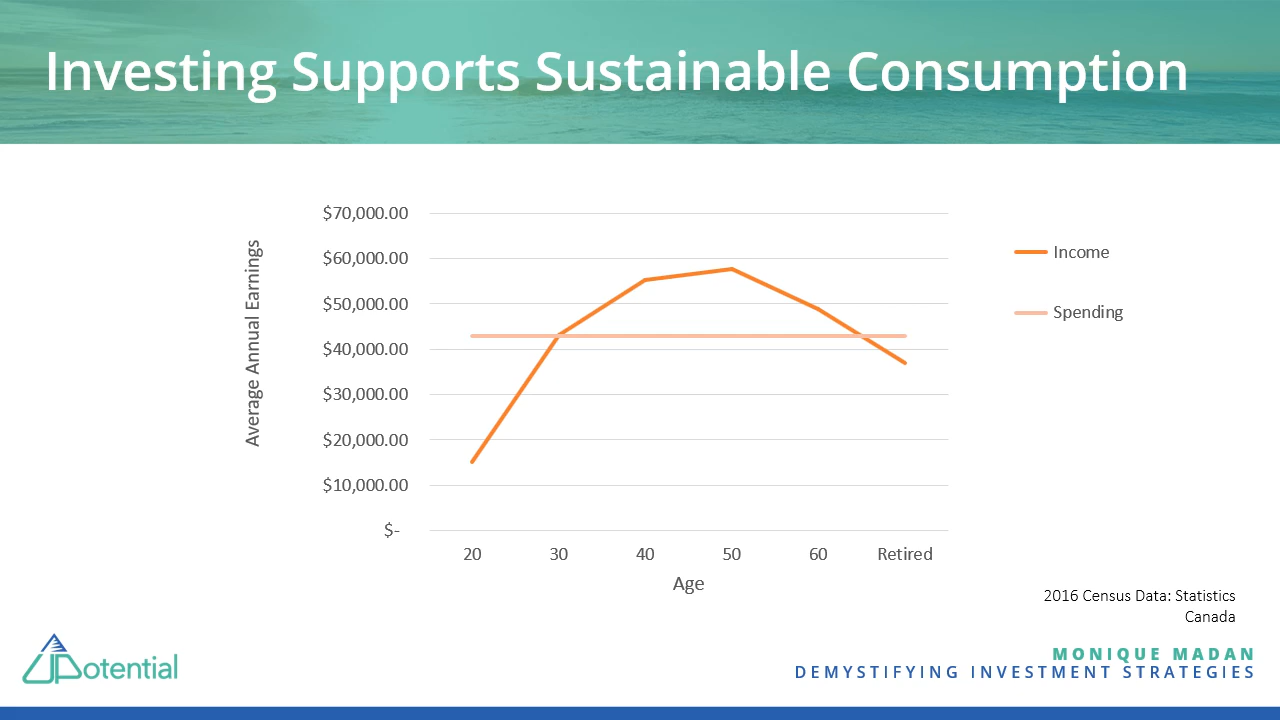 Investing Supports Sustainable Consumption
$70,000.00
$60,000.00
$50,000.00
$40,000.00
$30,000.00
$20,000.00
$10,000.00
$-
Average Annual Earnings
20 30 40 50 60 Retired
Age
Income
Spending
2016 Census Data: Statistics
Canada
UPotential
MONIQUE MADAN
DEMYSTIFYING INVESTMENT STRATEGIES